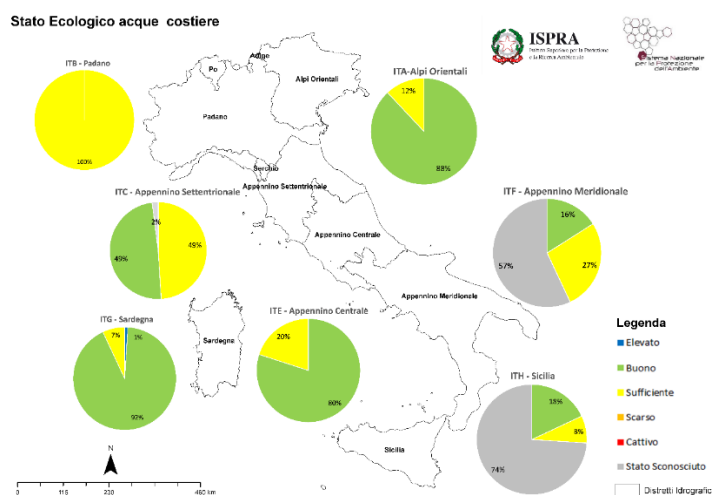 Stato Ecologico acque costiere
ISPRA
Istituto Superiore per la Protezione
e la Ricerca Ambientale
Sistema Nazionale
per la Protezione
dell'Ambiente
ITB - Padano
100%
Po
Adige
Alpi Orientali
Padano
ITA-Alpi Orientali
12%
88%
Serchio
Appennino Settentrionale
ITC - Appennino Settentrionale
2%
49%
49%
Appennino Centrale
ITF - Appennino Meridionale
16%
27%
57%
Appennino Meridionale
ITG - Sardegna
7%
1%
92%
Sardegna
ITE - Appennino Centrale
20%
80%
ITH - Sicilia
18%
8%
74%
Sicilia
Legenda
Elevato
Buono
Sufficiente
Scarso
Cattivo
Stato Sconosciuto
Distretti Idrografic
N
0 115 230 460 km